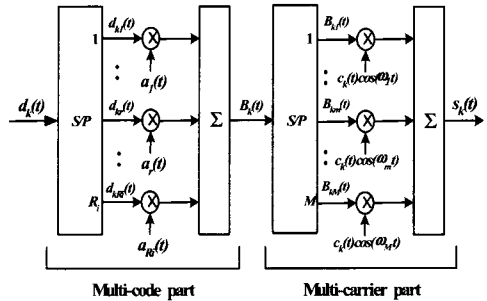 d_k(t)
S/P
1
d_k1(t)
X
a_1(t)
d_kr(t)
X
a_r(t)
R_i
d_kRi(t)
X
a_Ri(t)
Σ
B_k(t)
S/P
1
B_k1(t)
X
c_k(t)cos(ω_1t)
B_km(t)
X
c_k(t)cos(ω_mt)
M
B_kM(t)
X
c_k(t)cos(ω_Mt)
Σ
s_k(t)
Multi-code part
Multi-carrier part